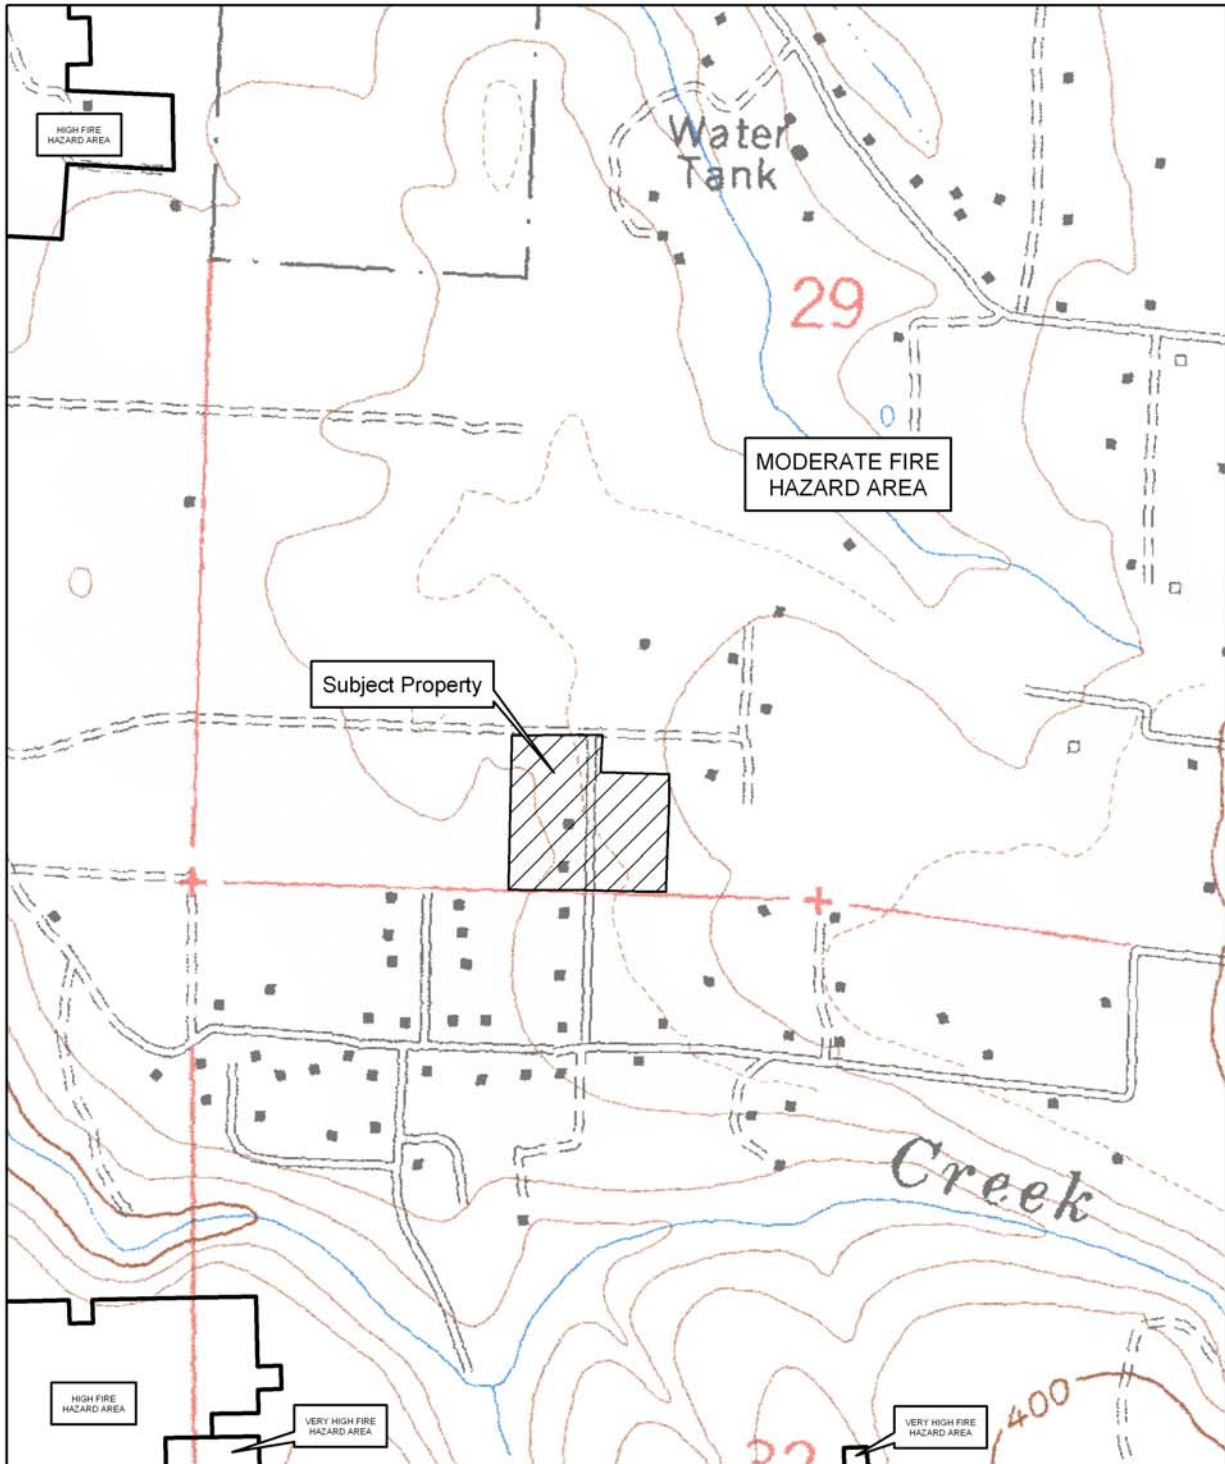 HIGH FIRE
HAZARD AREA
Water
Tank
29
MODERATE FIRE
HAZARD AREA
Subject Property
Creek
HIGH FIRE
HAZARD AREA
VERY HIGH FIRE
HAZARD AREA
400
VERY HIGH FIRE
HAZARD AREA
32